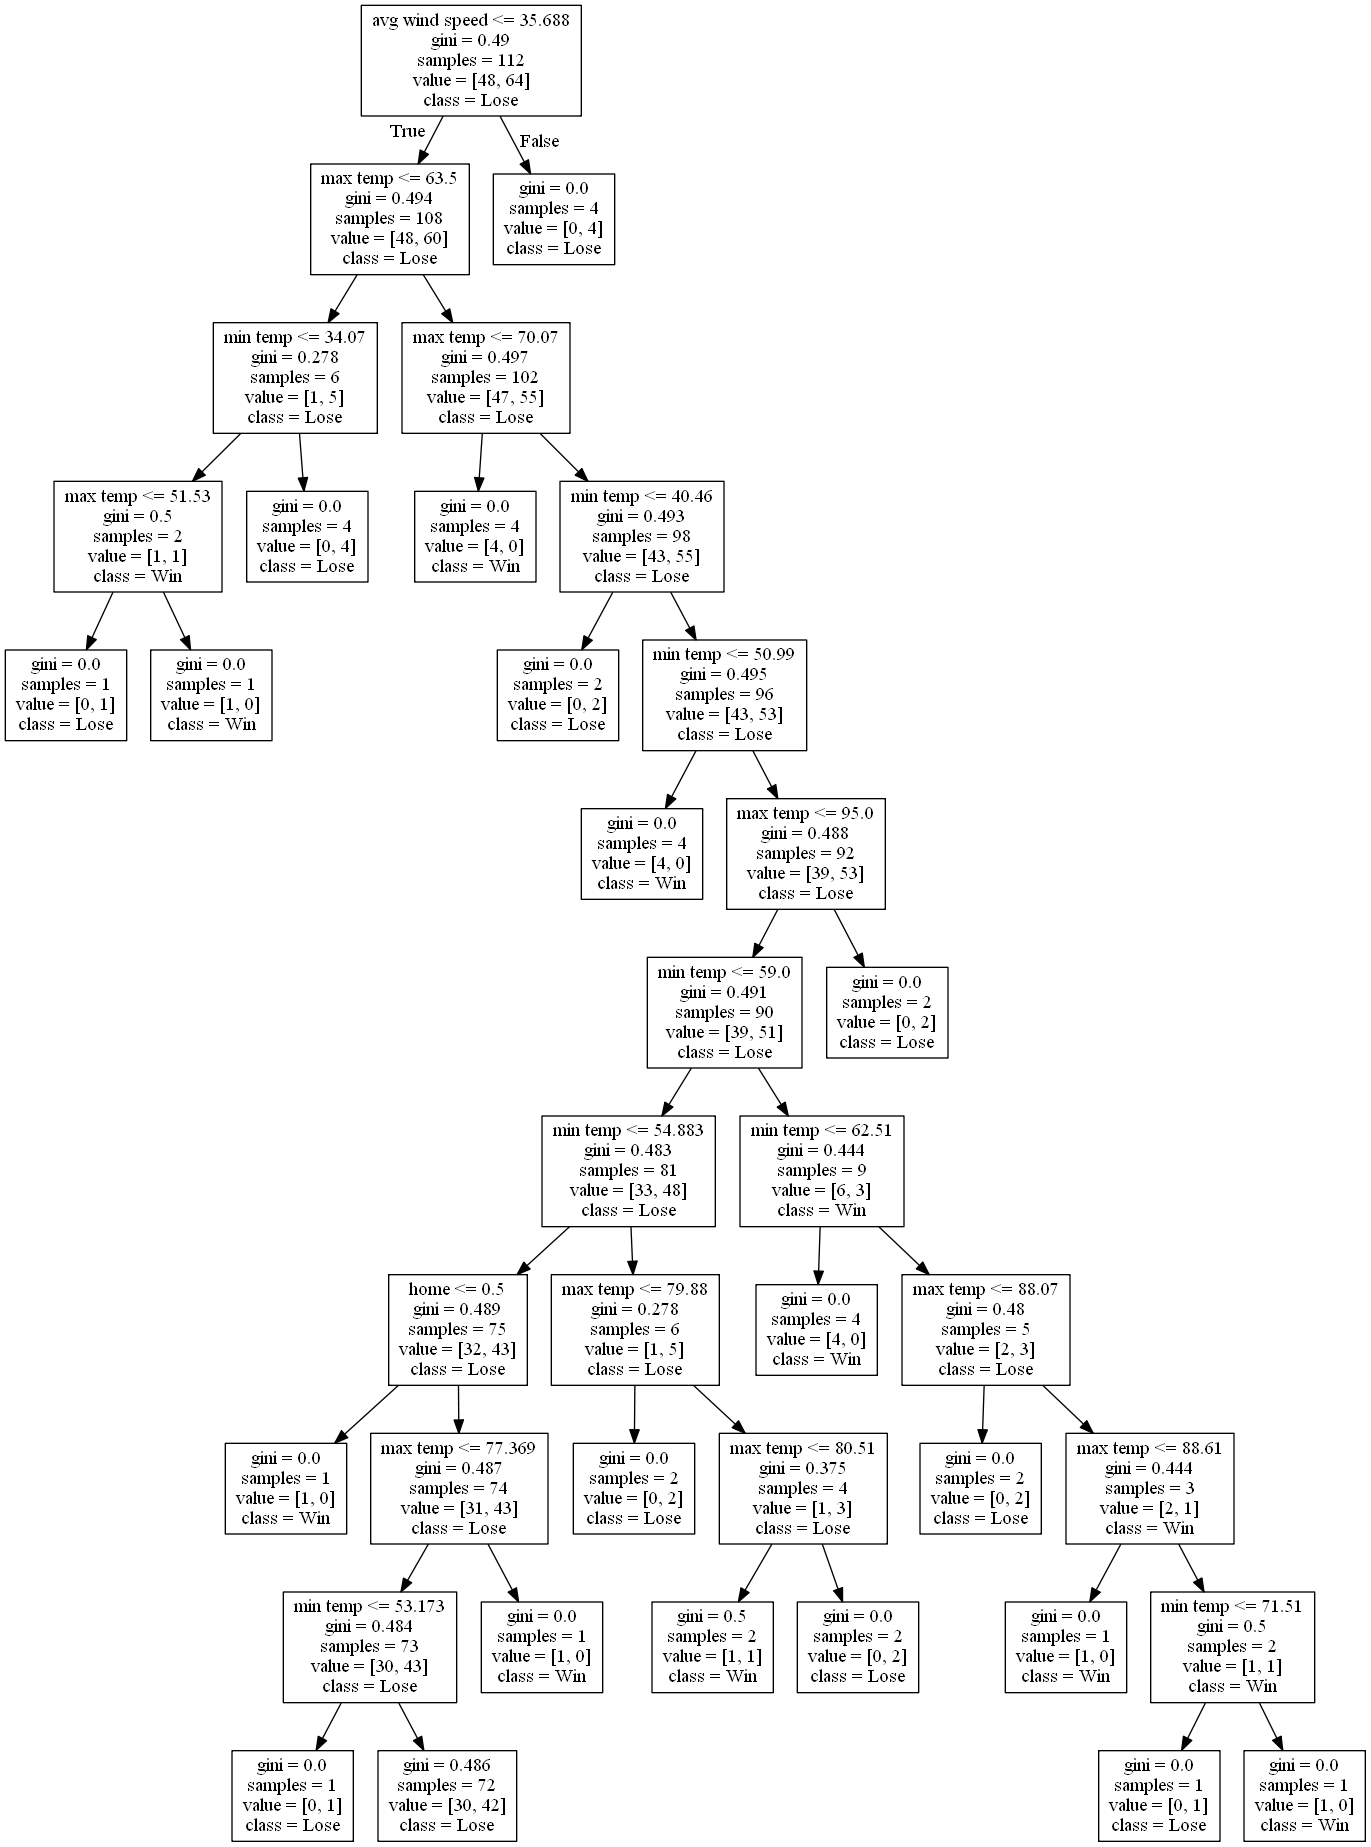 avg wind speed <= 35.688
gini = 0.49
samples = 112
value = [48, 64]
class = Lose
True
False
max temp <= 63.5
gini = 0.494
samples = 108
value = [48, 60]
class = Lose
gini = 0.0
samples = 4
value = [0, 4]
class = Lose
min temp <= 34.07
gini = 0.278
samples = 6
value = [1, 5]
class = Lose
max temp <= 70.07
gini = 0.497
samples = 102
value = [47, 55]
class = Lose
max temp <= 51.53
gini = 0.5
samples = 2
value = [1, 1]
class = Win
gini = 0.0
samples = 4
value = [0, 4]
class = Lose
gini = 0.0
samples = 4
value = [4, 0]
class = Win
min temp <= 40.46
gini = 0.493
samples = 98
value = [43, 55]
class = Lose
gini = 0.0
samples = 1
value = [0, 1]
class = Lose
gini = 0.0
samples = 1
value = [1, 0]
class = Win
gini = 0.0
samples = 2
value = [0, 2]
class = Lose
min temp <= 50.99
gini = 0.495
samples = 96
value = [43, 53]
class = Lose
gini = 0.0
samples = 4
value = [4, 0]
class = Win
max temp <= 95.0
gini = 0.488
samples = 92
value = [39, 53]
class = Lose
min temp <= 59.0
gini = 0.491
samples = 90
value = [39, 51]
class = Lose
gini = 0.0
samples = 2
value = [0, 2]
class = Lose
min temp <= 54.883
gini = 0.483
samples = 81
value = [33, 48]
class = Lose
min temp <= 62.51
gini = 0.444
samples = 9
value = [6, 3]
class = Win
home <= 0.5
gini = 0.489
samples = 75
value = [32, 43]
class = Lose
max temp <= 79.88
gini = 0.278
samples = 6
value = [1, 5]
class = Lose
gini = 0.0
samples = 4
value = [4, 0]
class = Win
max temp <= 88.07
gini = 0.48
samples = 5
value = [2, 3]
class = Lose
gini = 0.0
samples = 1
value = [1, 0]
class = Win
max temp <= 77.369
gini = 0.487
samples = 74
value = [31, 43]
class = Lose
gini = 0.0
samples = 2
value = [0, 2]
class = Lose
max temp <= 80.51
gini = 0.375
samples = 4
value = [1, 3]
class = Lose
gini = 0.0
samples = 2
value = [0, 2]
class = Lose
max temp <= 88.61
gini = 0.444
samples = 3
value = [2, 1]
class = Win
min temp <= 53.173
gini = 0.484
samples = 73
value = [30, 43]
class = Lose
gini = 0.0
samples = 1
value = [1, 0]
class = Win
gini = 0.5
samples = 2
value = [1, 1]
class = Win
gini = 0.0
samples = 2
value = [0, 2]
class = Lose
gini = 0.0
samples = 1
value = [1, 0]
class = Win
min temp <= 71.51
gini = 0.5
samples = 2
value = [1, 1]
class = Win
gini = 0.0
samples = 1
value = [0, 1]
class = Lose
gini = 0.486
samples = 72
value = [30, 42]
class = Lose
gini = 0.0
samples = 1
value = [0, 1]
class = Lose
gini = 0.0
samples = 1
value = [1, 0]
class = Win